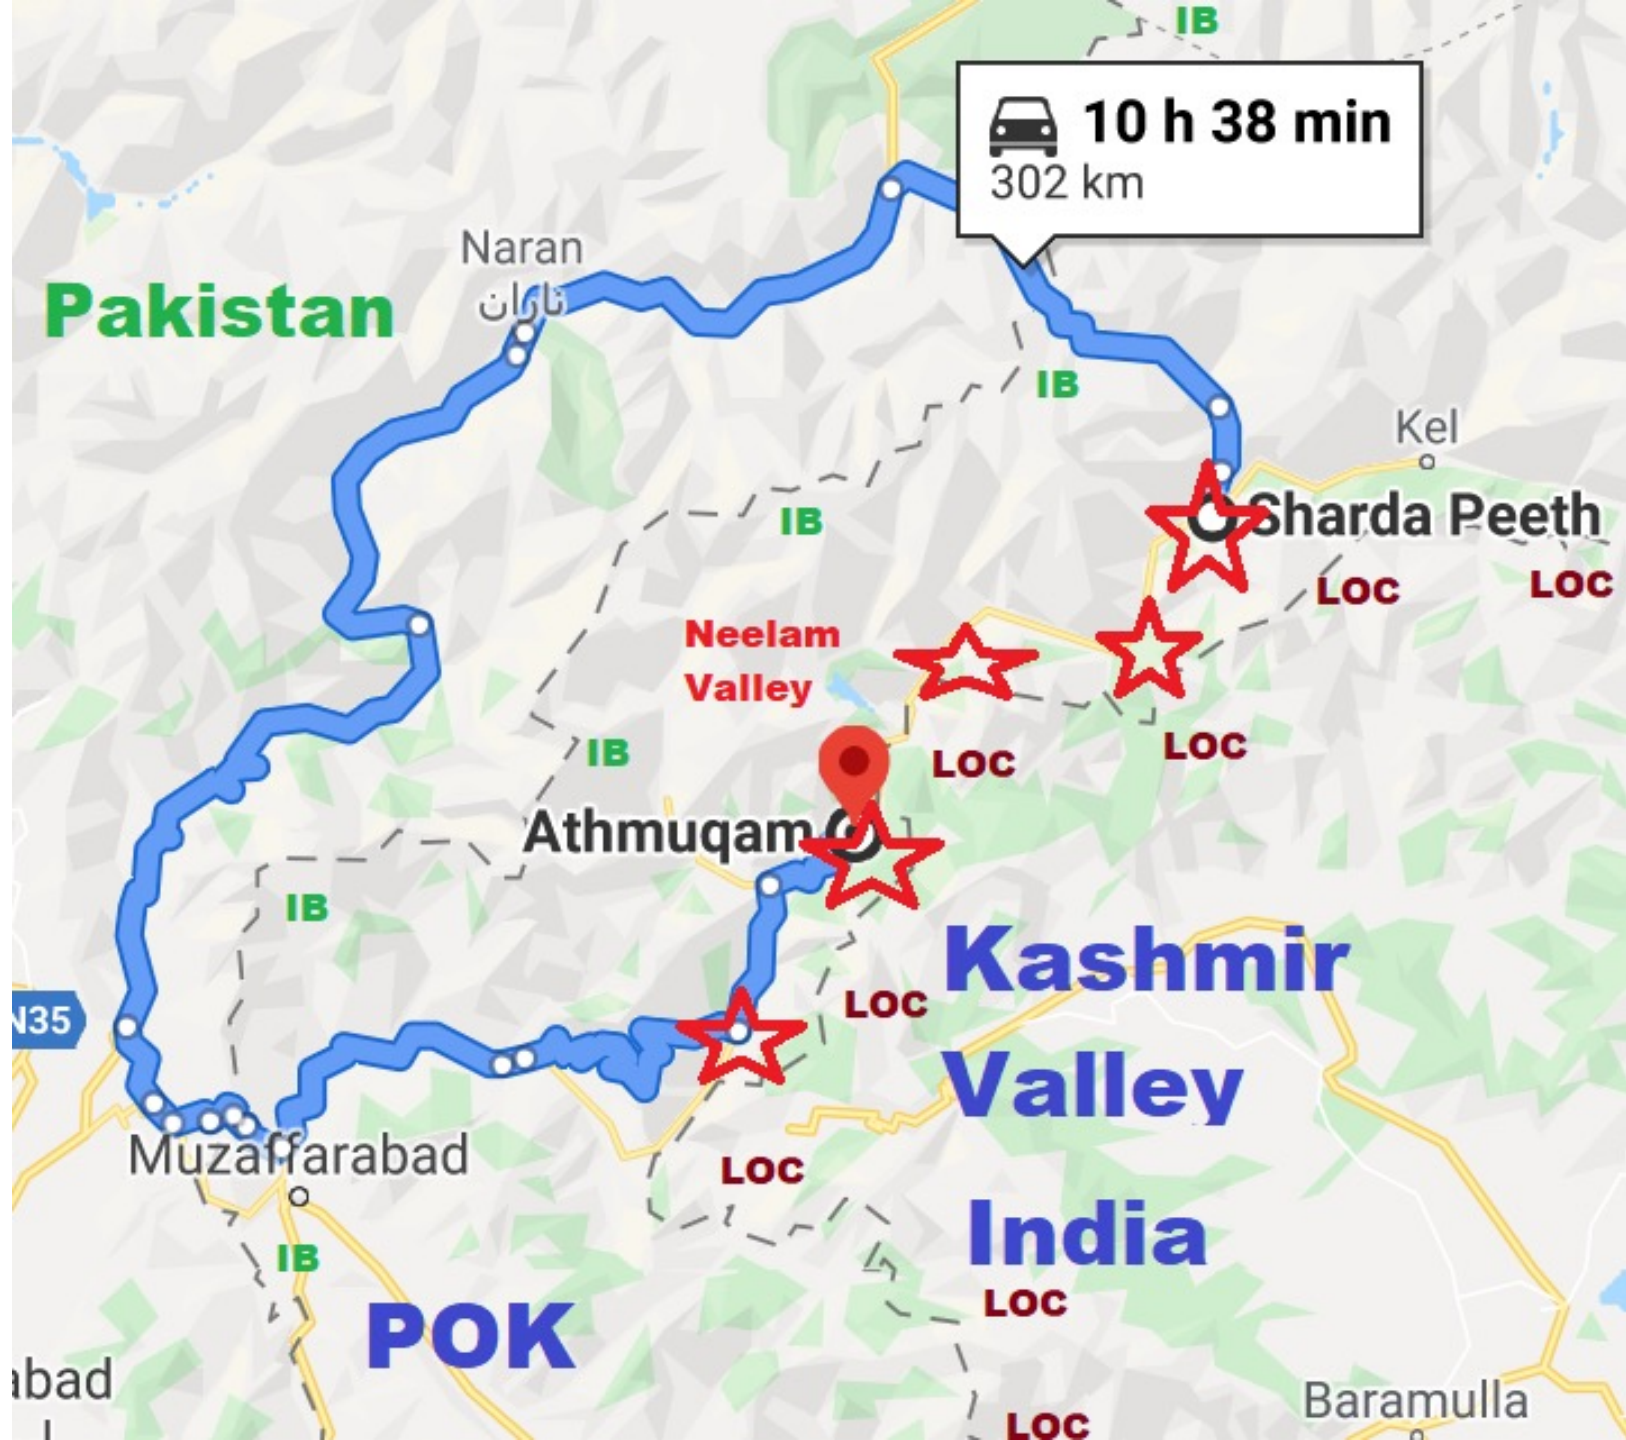 IB
10 h 38 min
302 km
Naran
ناران
Pakistan
IB
Kel
IB
Sharda Peeth
LOC
LOC
Neelam
Valley
IB
LOC
LOC
Athmuqam
IB
Kashmir
Valley
LOC
N35
Muzaffarabad
LOC
India
IB
LOC
POK
abad
Baramulla
LOC